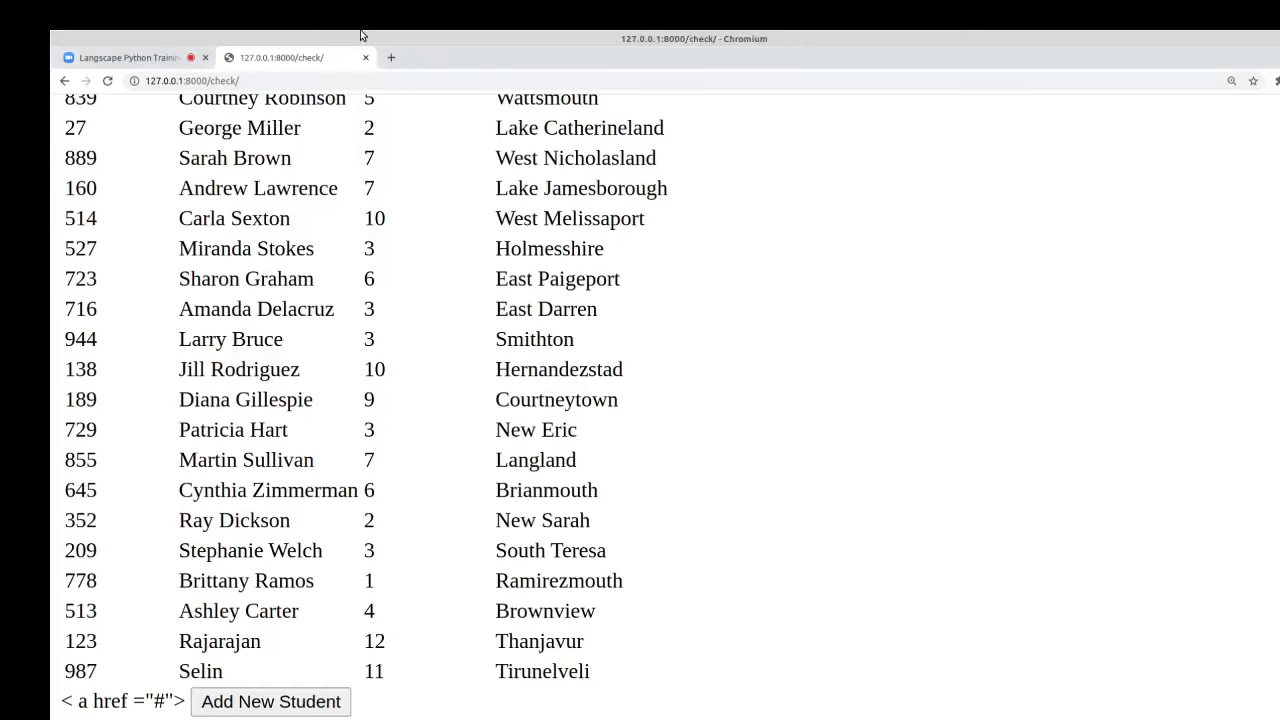 127.0.0.1:8000/check/ - Chromium
Langscape Python Trainin 127.0.0.1:8000/check/
127.0.0.1:8000/check/
839 Courtney Robinson 5 Wattsmouth
27 George Miller 2 Lake Catherineland
889 Sarah Brown 7 West Nicholasland
160 Andrew Lawrence 7 Lake Jamesborough
514 Carla Sexton 10 West Melissaport
527 Miranda Stokes 3 Holmesshire
723 Sharon Graham 6 East Paigeport
716 Amanda Delacruz 3 East Darren
944 Larry Bruce 3 Smithton
138 Jill Rodriguez 10 Hernandezstad
189 Diana Gillespie 9 Courtneytown
729 Patricia Hart 3 New Eric
855 Martin Sullivan 7 Langland
645 Cynthia Zimmerman 6 Brianmouth
352 Ray Dickson 2 New Sarah
209 Stephanie Welch 3 South Teresa
778 Brittany Ramos 1 Ramirezmouth
513 Ashley Carter 4 Brownview
123 Rajarajan 12 Thanjavur
987 Selin 11 Tirunelveli
< a href ="#"> Add New Student